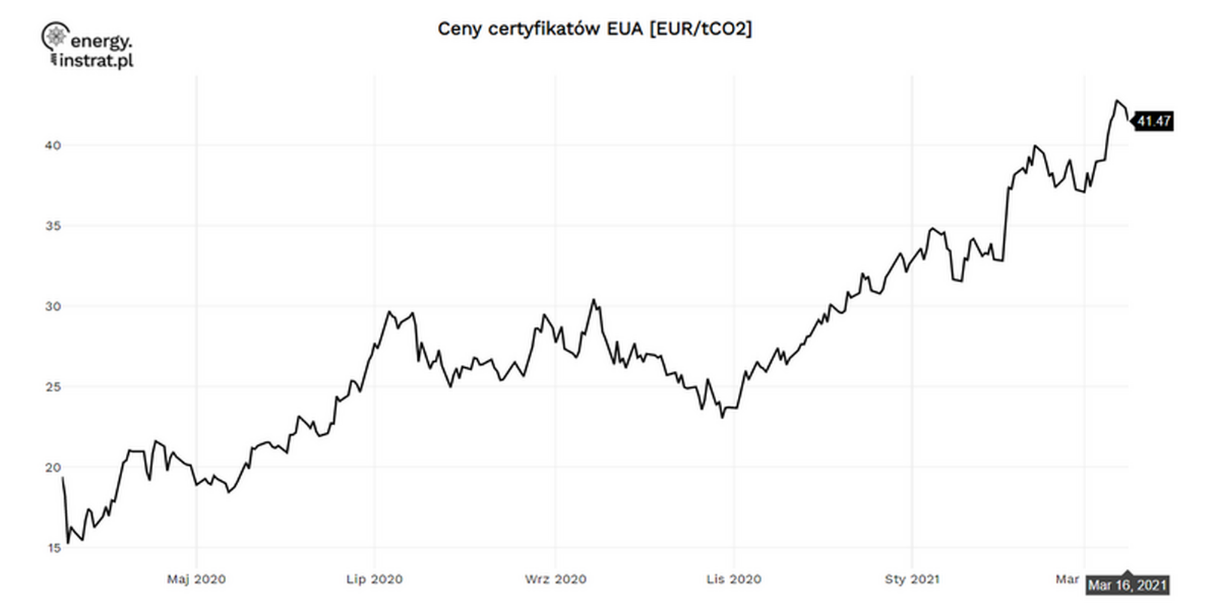 Ceny certyfikatów EUA [EUR/tCO2]
energy.
instrat.pl
41.47
40
35
30
25
20
15
Maj 2020
Lip 2020
Wrz 2020
Lis 2020
Sty 2021
Mar
Mar 16, 2021